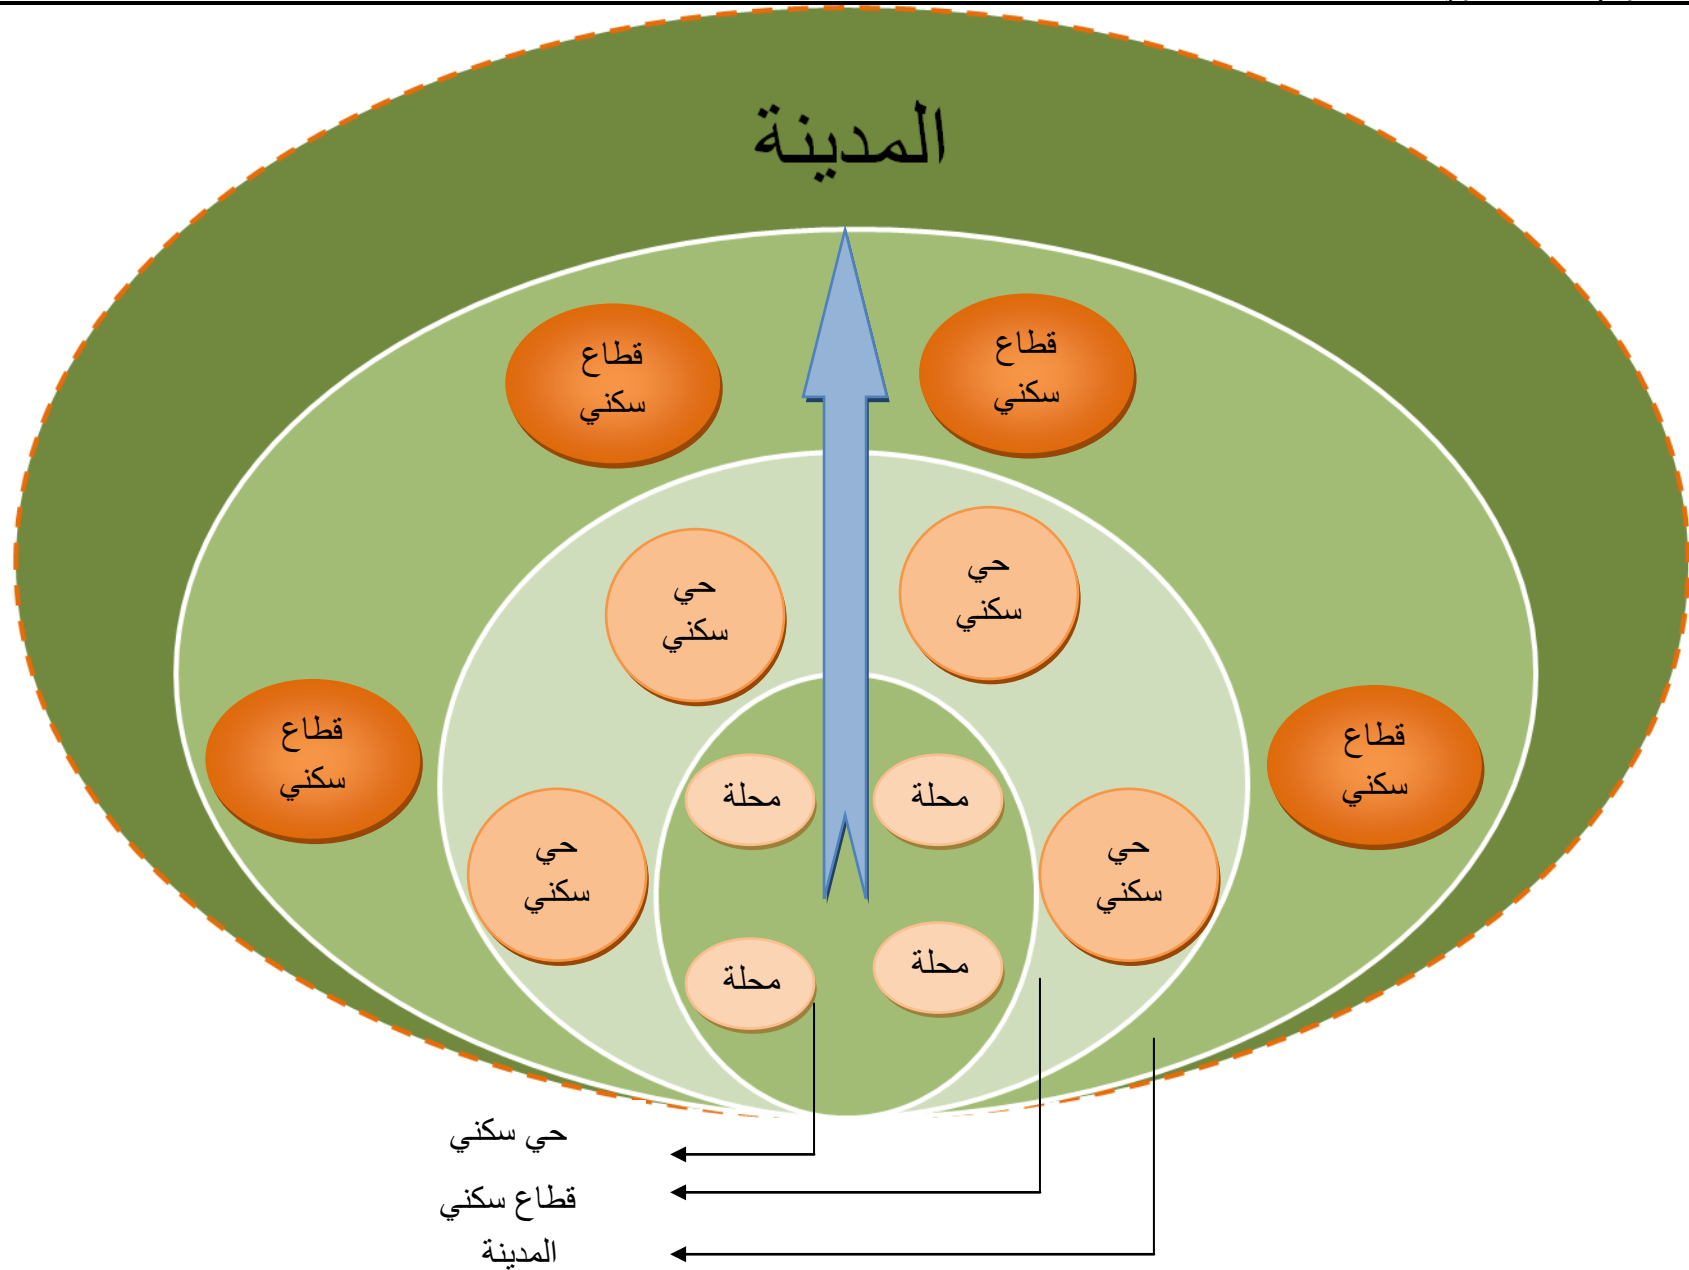 المدينة
قطاع
سكني
قطاع
سكني
حي
سكني
حي
سكني
قطاع
سكني
قطاع
سكني
محلة
محلة
حي
سكني
حي
سكني
محلة
محلة
حي سكني
قطاع سكني
المدينة